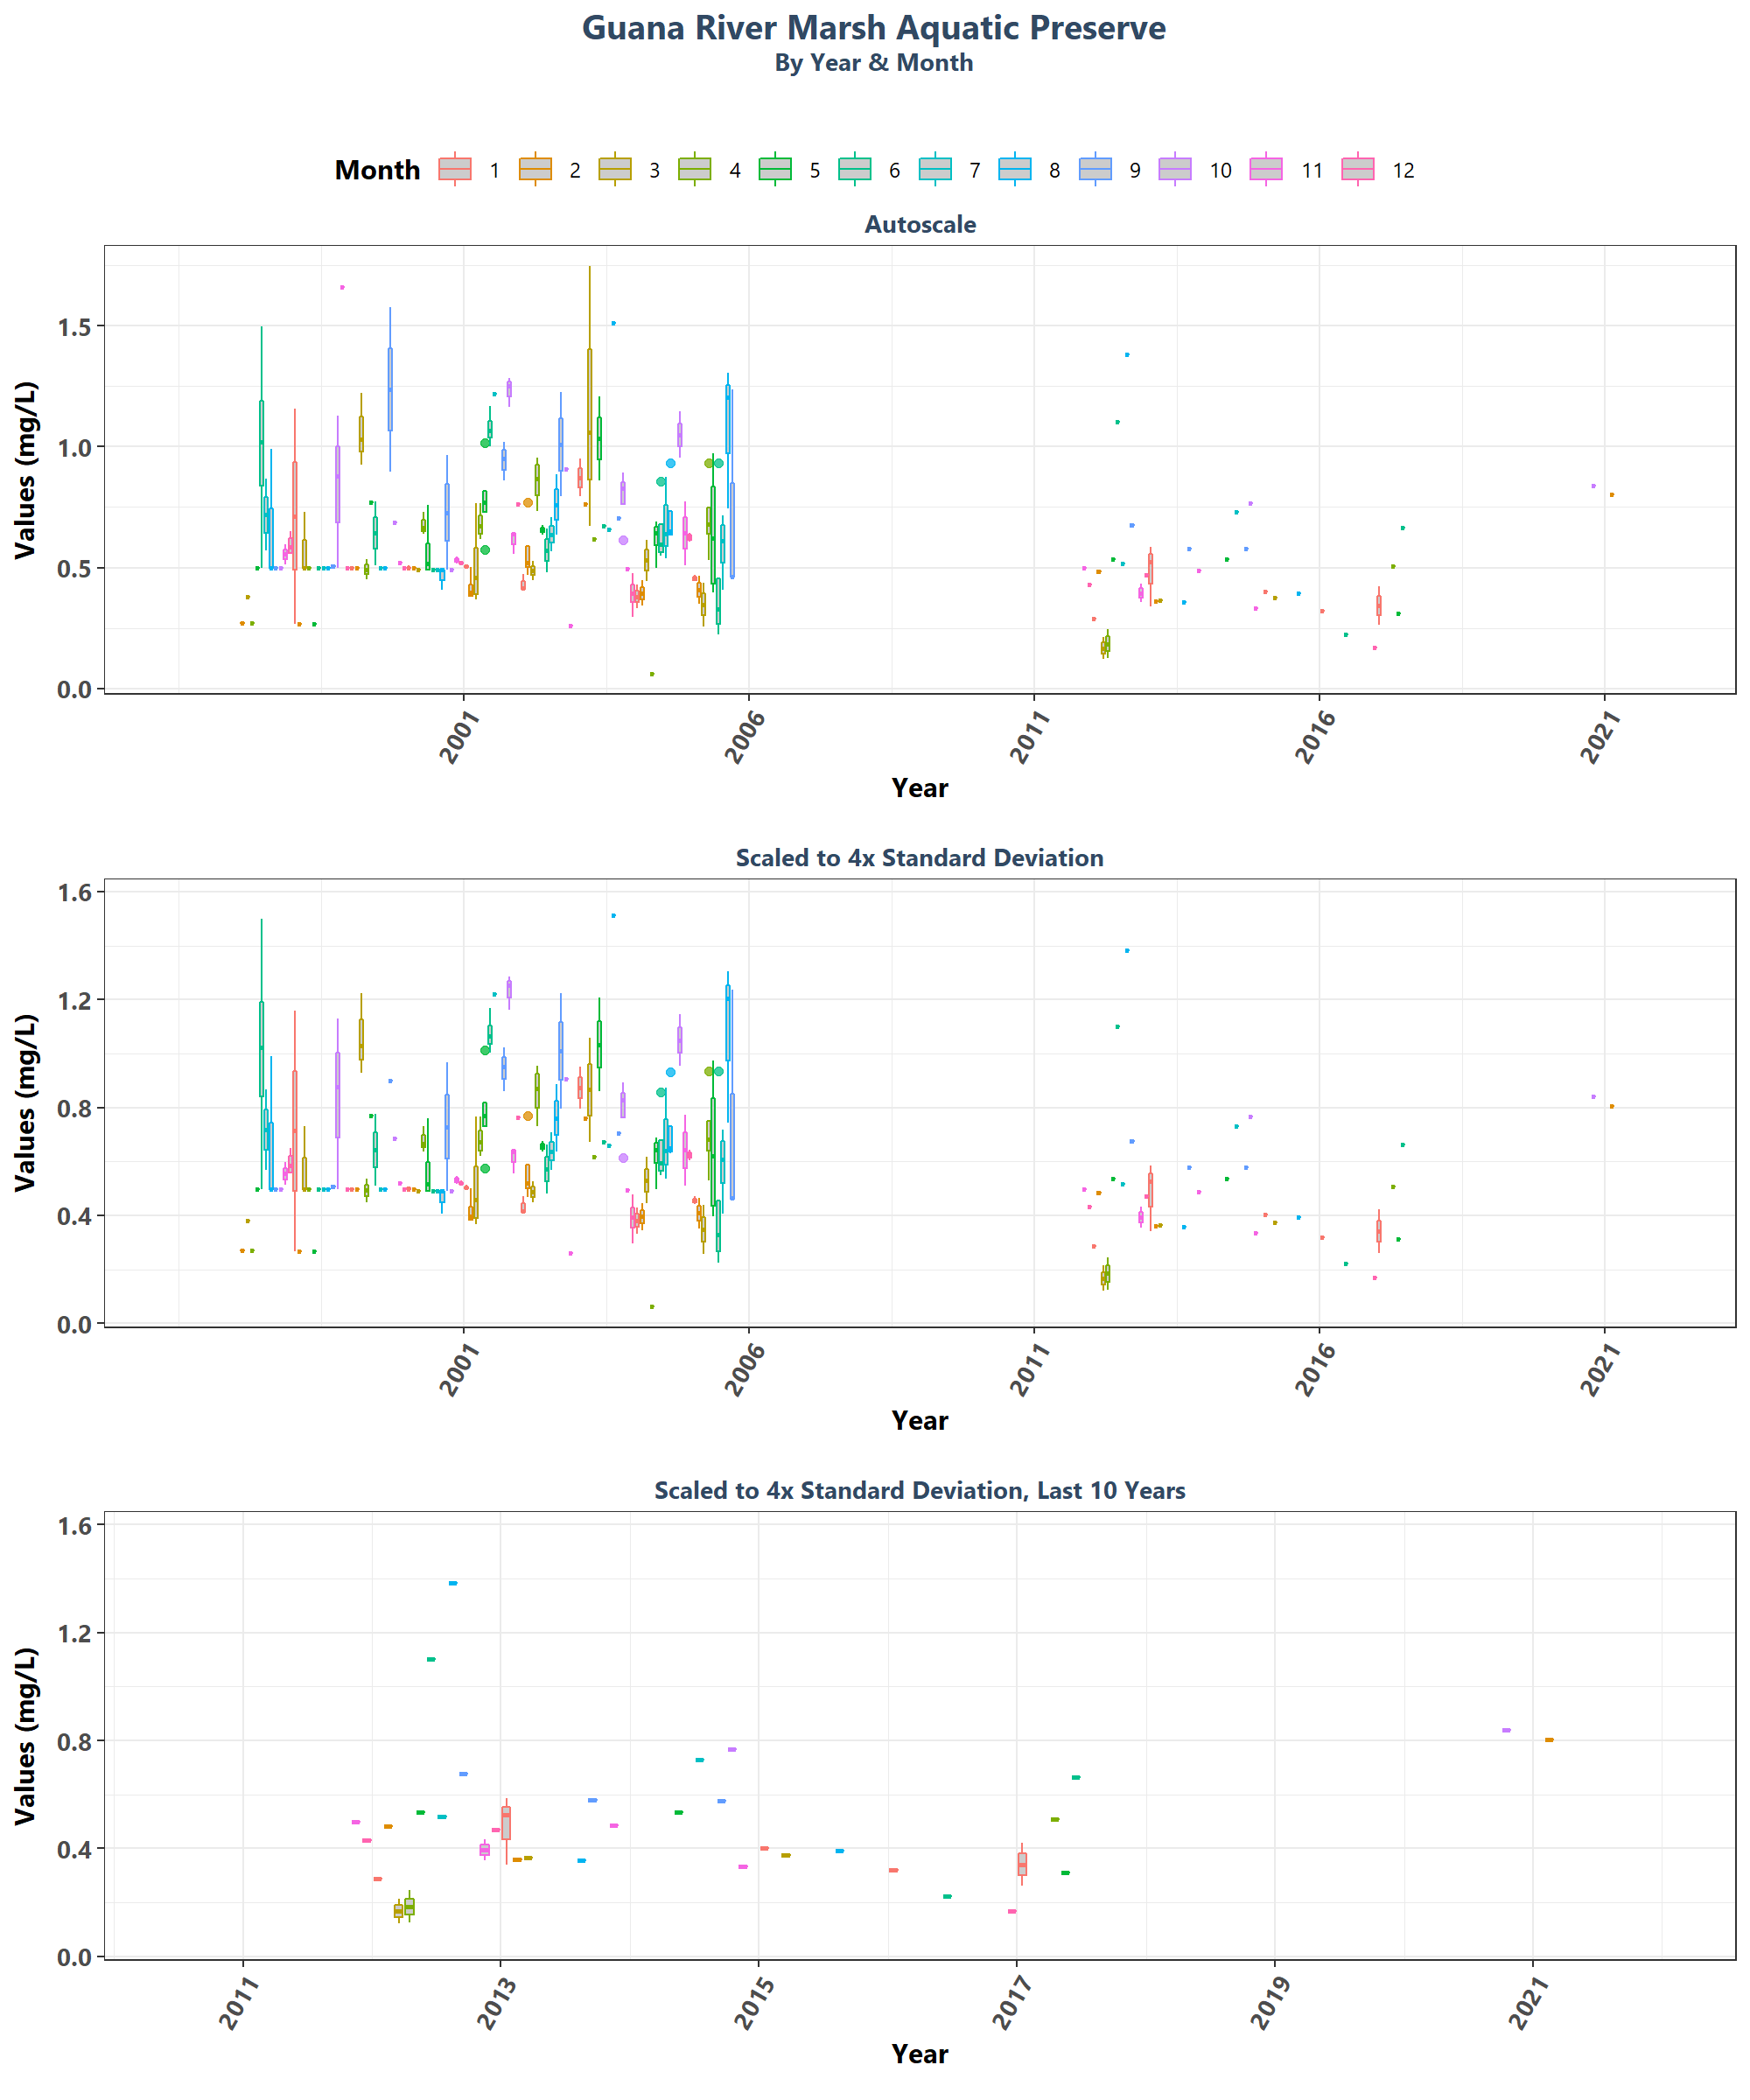 Guana River Marsh Aquatic Preserve
By Year & Month
Month 1 2 3 4 5 6 7 8 9 10 11 12
Autoscale
Values (mg/L)
1.5
1.0
0.5
0.0
2001 2006 2011 2016 2021
Year
Scaled to 4x Standard Deviation
Values (mg/L)
1.6
1.2
0.8
0.4
0.0
2001 2006 2011 2016 2021
Year
Scaled to 4x Standard Deviation, Last 10 Years
Values (mg/L)
1.6
1.2
0.8
0.4
0.0
2011 2013 2015 2017 2019 2021
Year